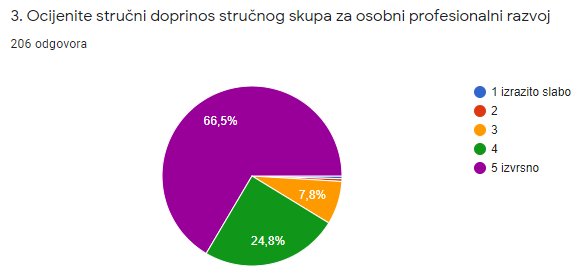 3. Ocijenite stručni doprinos stručnog skupa za osobni profesionalni razvoj
206 odgovora
1 izrazito slabo
2
3
4
5 izvrsno
66,5%
7,8%
24,8%